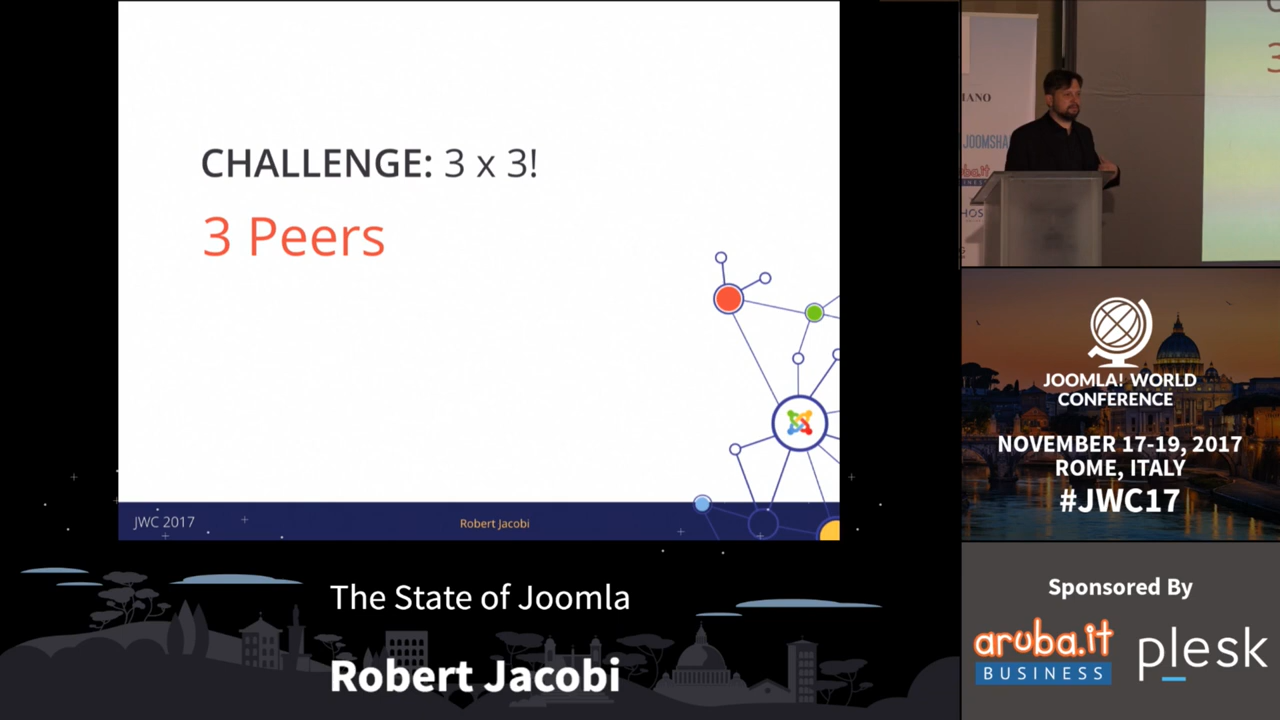 CHALLENGE: 3 x 3!
3 Peers
JWC 2017
Robert Jacobi
The State of Joomla
Robert Jacobi
3
JOOMLA! WORLD
CONFERENCE
NOVEMBER 17-19, 2017
ROME, ITALY
#JWC17
Sponsored By
aruba.it
BUSINESS
plesk